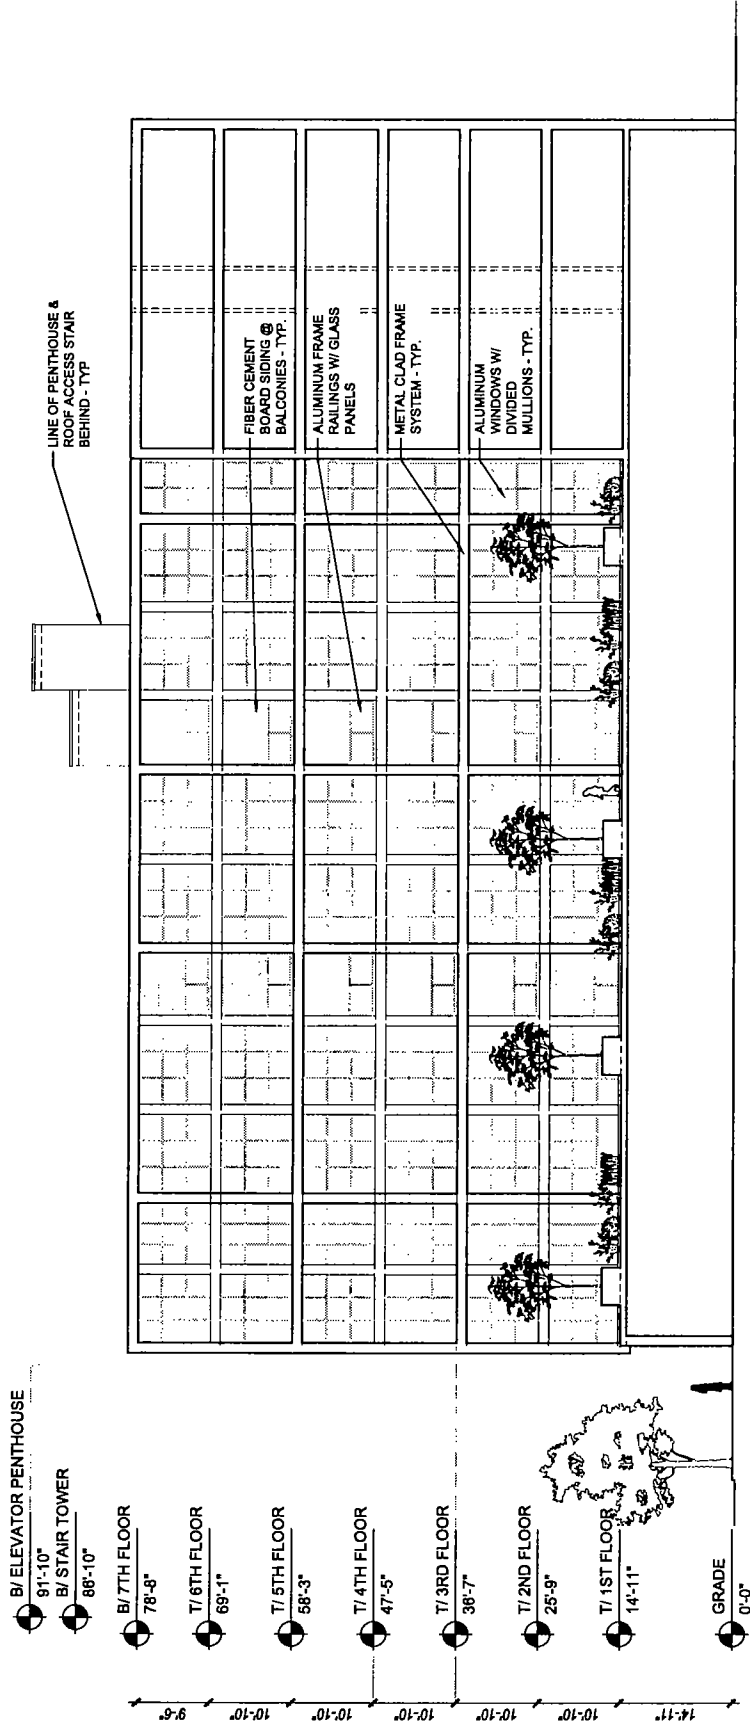 LINE OF PENTHOUSE &
ROOF ACCESS STAIR
BEHIND - TYP
FIBER CEMENT
BOARD SIDING @
BALCONIES - TYP.
ALUMINUM FRAME
RAILINGS W/ GLASS
PANELS
METAL CLAD FRAME
SYSTEM - TYP.
ALUMINUM
WINDOWS W/
DIVIDED
MULLIONS - TYP.
B/ ELEVATOR PENTHOUSE
91'-10"
B/ STAIR TOWER
86'-10"
B/ 7TH FLOOR
78'-8"
T/ 6TH FLOOR
69'-1"
T/ 5TH FLOOR
58'-3"
T/ 4TH FLOOR
47'-5"
T/ 3RD FLOOR
36'-7"
T/ 2ND FLOOR
25'-9"
T/ 1ST FLOOR
14'-11"
GRADE
0'-0"
9'-6"
10'-10"
10'-10"
10'-10"
10'-10"
10'-10"
14'-11"